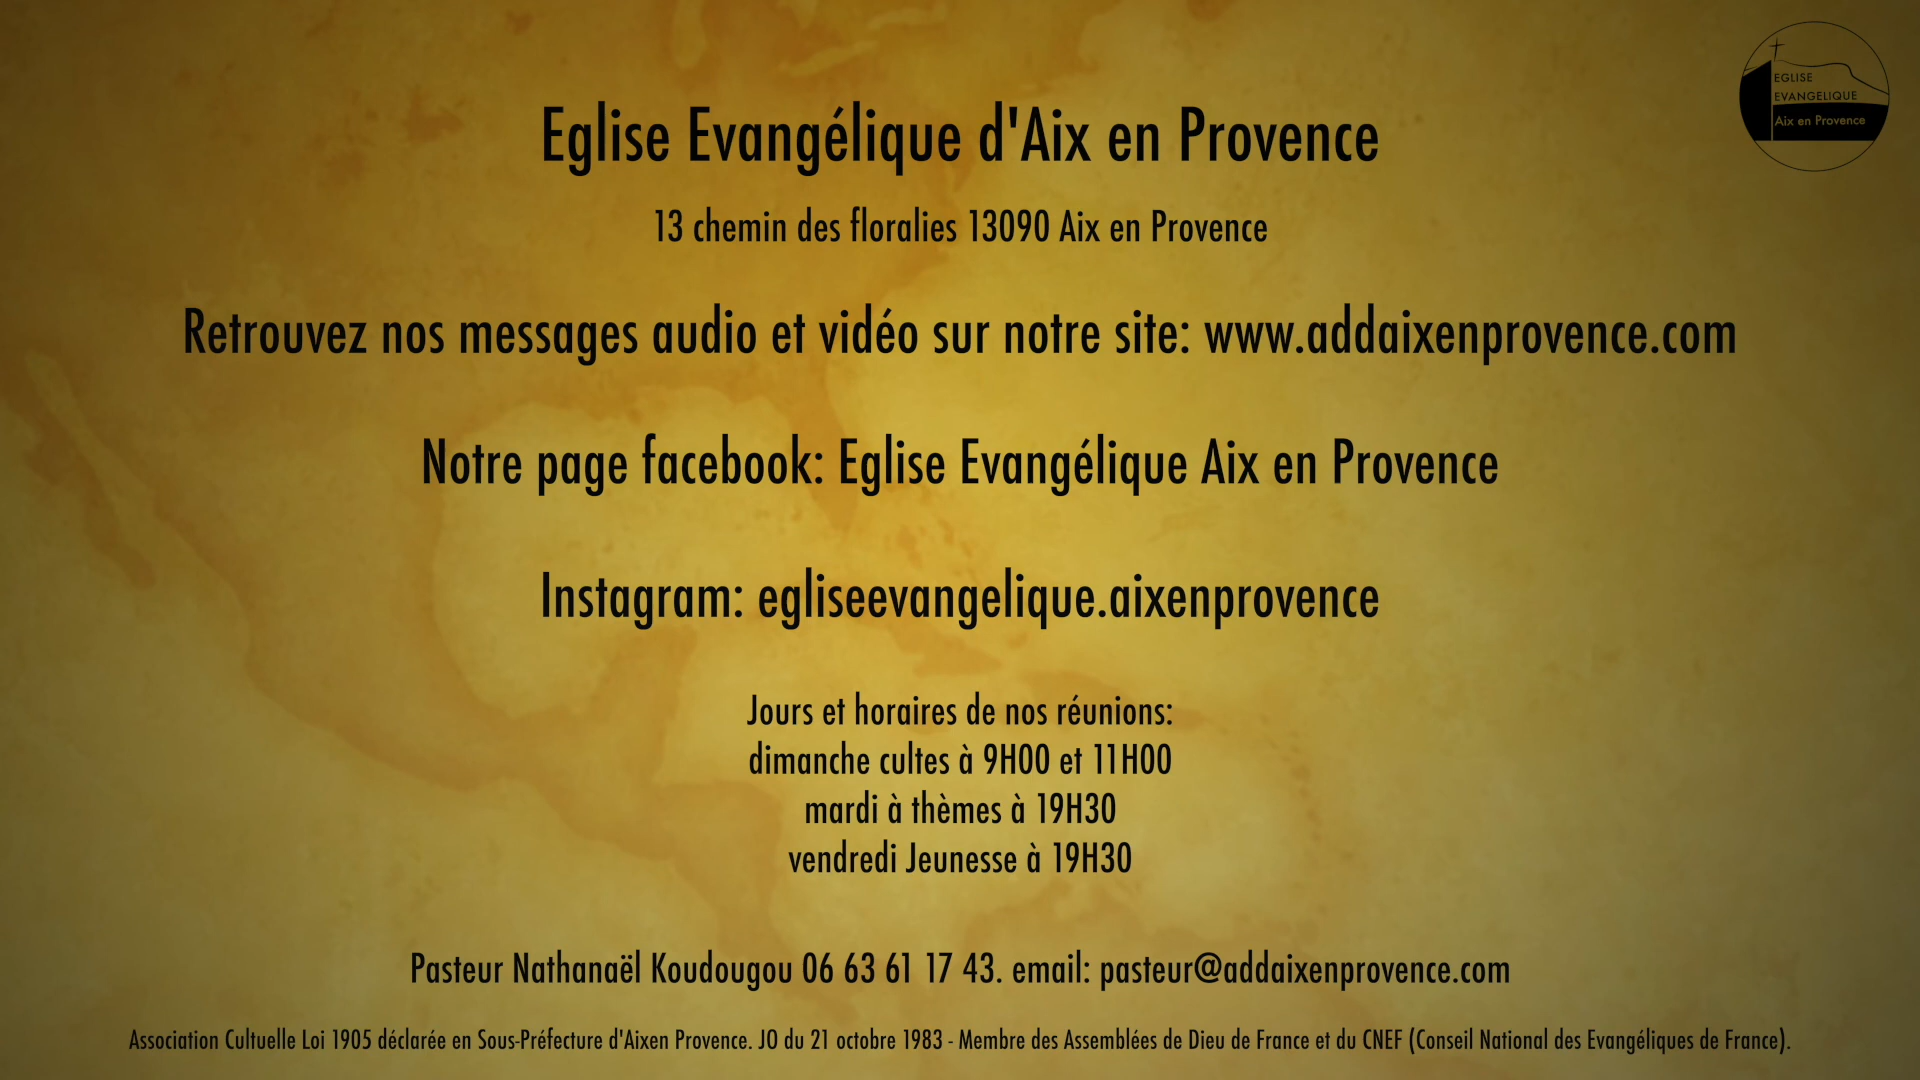 EGLISE
EVANGELIQUE
Aix en Provence
Eglise Evangélique d'Aix en Provence
13 chemin des floralies 13090 Aix en Provence
Retrouvez nos messages audio et vidéo sur notre site: www.addaixenprovence.com
Notre page facebook: Eglise Evangélique Aix en Provence
Instagram: egliseevangelique.aixenprovence
Jours et horaires de nos réunions:
dimanche cultes à 9H00 et 11H00
mardi à thèmes à 19H30
vendredi Jeunesse à 19H30
Pasteur Nathanaël Koudougou 06 63 61 17 43. email: pasteur@addaixenprovence.com
Association Cultuelle Loi 1905 déclarée en Sous-Préfecture d'Aixen Provence. JO du 21 octobre 1983 - Membre des Assemblées de Dieu de France et du CNEF (Conseil National des Evangéliques de France).